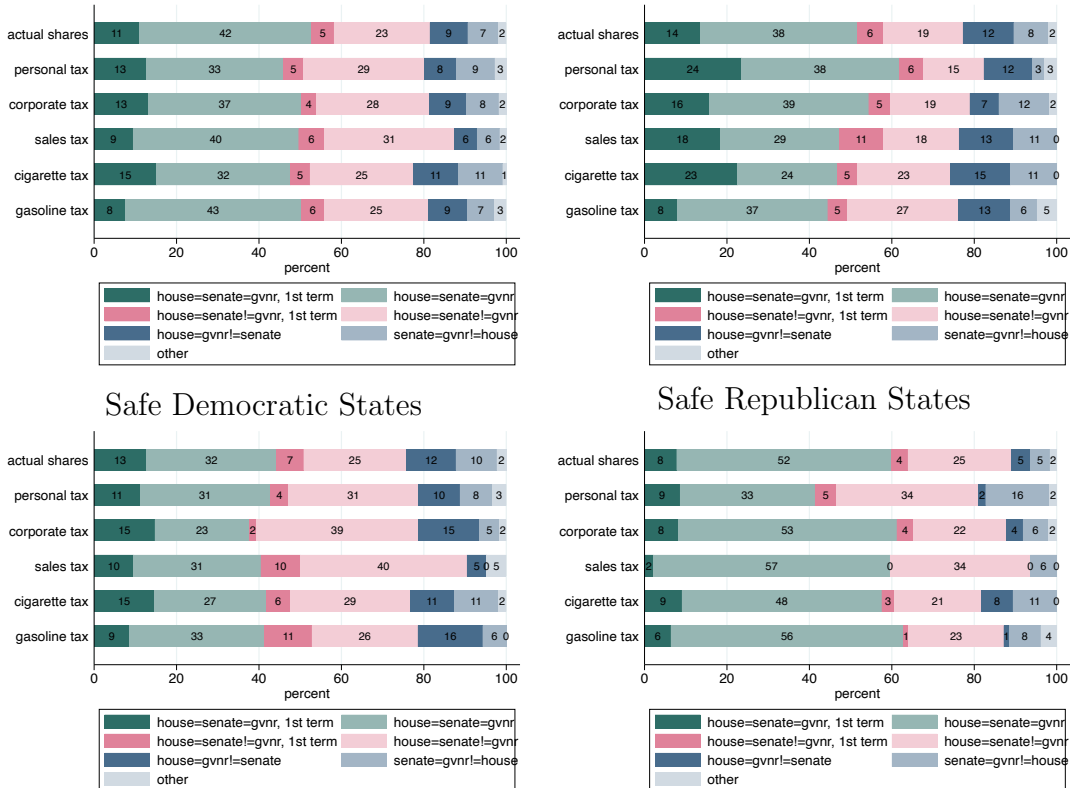 actual shares 11 42 5 23 9 7 2
personal tax 13 33 5 29 8 9 3
corporate tax 13 37 4 28 9 8 2
sales tax 9 40 6 31 6 6 2
cigarette tax 15 32 5 25 11 11 1
gasoline tax 8 43 6 25 9 7 3
0 20 40 60 80 100
percent
house=senate=gvnr, 1st term house=senate=gvnr
house=senate!=gvnr, 1st term house=senate!=gvnr
house=gvnr!=senate senate=gvnr!=house
other
actual shares 14 38 6 19 12 8 2
personal tax 24 38 6 15 12 3 3
corporate tax 16 39 5 19 7 12 2
sales tax 18 29 11 18 13 11 0
cigarette tax 23 24 5 23 15 11 0
gasoline tax 8 37 5 27 13 6 5
0 20 40 60 80 100
percent
house=senate=gvnr, 1st term house=senate=gvnr
house=senate!=gvnr, 1st term house=senate!=gvnr
house=gvnr!=senate senate=gvnr!=house
other
Safe Democratic States
actual shares 13 32 7 25 12 10 2
personal tax 11 31 4 31 10 8 3
corporate tax 15 23 2 39 15 5 2
sales tax 10 31 10 40 5 0 5
cigarette tax 15 27 6 29 11 11 2
gasoline tax 9 33 11 26 16 6 0
0 20 40 60 80 100
percent
house=senate=gvnr, 1st term house=senate=gvnr
house=senate!=gvnr, 1st term house=senate!=gvnr
house=gvnr!=senate senate=gvnr!=house
other
Safe Republican States
actual shares 8 52 4 25 5 5 2
personal tax 9 33 5 34 2 16 2
corporate tax 8 53 4 22 4 6 2
sales tax 2 57 0 34 0 6 0
cigarette tax 9 48 3 21 8 11 0
gasoline tax 6 56 1 23 1 8 4
0 20 40 60 80 100
percent
house=senate=gvnr, 1st term house=senate=gvnr
house=senate!=gvnr, 1st term house=senate!=gvnr
house=gvnr!=senate senate=gvnr!=house
other